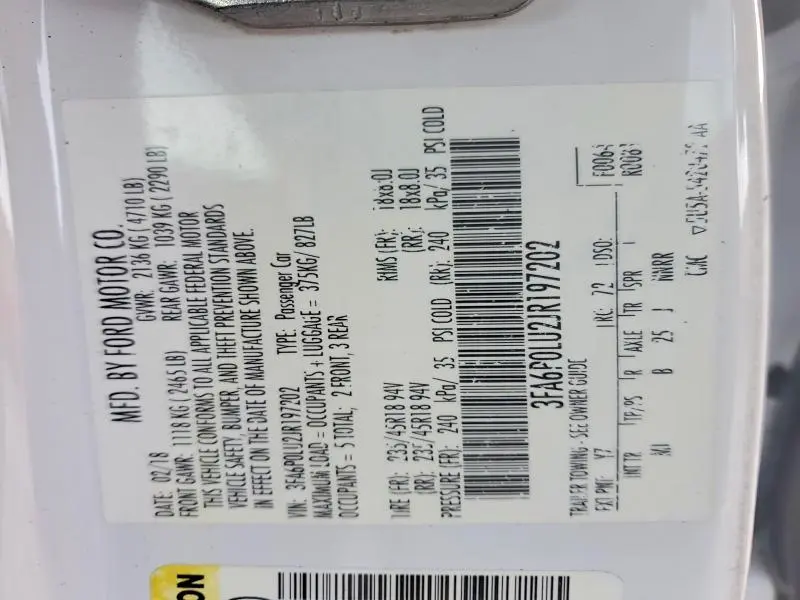 MFD. BY FORD MOTOR CO.
DATE: 02/18 GVWR: 2136 KG (4710 LB)
FRONT GAWR: 1118 KG (2465 LB) REAR GAWR: 1039 KG (2290 LB)
THIS VEHICLE CONFORMS TO ALL APPLICABLE FEDERAL MOTOR
VEHICLE SAFETY, BUMPER, AND THEFT PREVENTION STANDARDS
IN EFFECT ON THE DATE OF MANUFACTURE SHOWN ABOVE.
VIN: 3FA6P0LU2JR197202 TYPE: Passenger Car
MAXIMUM LOAD = OCCUPANTS + LUGGAGE = 375KG/ 827LB
OCCUPANTS = 5 TOTAL; 2 FRONT, 3 REAR
TIRE (FR): 235/45R18 94V RIMS (FR): 18x8.0J
(RR): 235/45R18 94V (RR): 18x8.0J
PRESSURE (FR): 240 kPa/ 35 PSI COLD (RR): 240 kPa/ 35 PSI COLD
3FA6P0LU2JR197202
TRAILER TOWING - SEE OWNER GUIDE
F0063
EXT PNT: Y7 RC: 72 DSO: R0083
INT TR TP/PS R AXLE TR SPR
B 25 J
ON